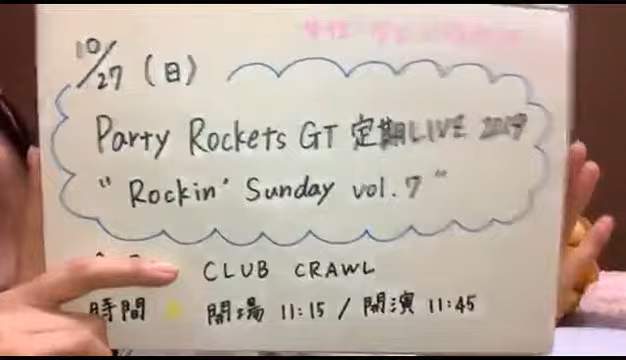 10/27 (日)
Party Rockets GT 定期LIVE 2019
"Rockin' Sunday vol.7"
CLUB CRAWL
時間 開場 11:15 / 開演 11:45